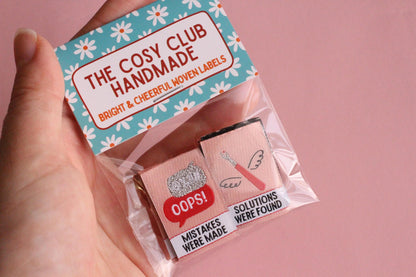 THE COSY CLUB
HANDMADE
BRIGHT & CHEERFUL WOVEN LABELS
OOPS!
MISTAKES
WERE MADE
SOLUTIONS
WERE FOUND